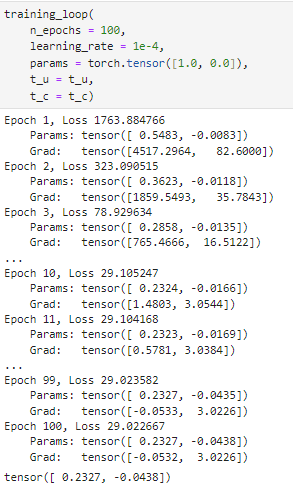 training_loop(
    n_epochs = 100,
    learning_rate = 1e-4,
    params = torch.tensor([1.0, 0.0]),
    t_u = t_u,
    t_c = t_c)
Epoch 1, Loss 1763.884766
    Params: tensor([ 0.5483, -0.0083])
    Grad:   tensor([4517.2964,   82.6000])
Epoch 2, Loss 323.090515
    Params: tensor([ 0.3623, -0.0118])
    Grad:   tensor([1859.5493,   35.7843])
Epoch 3, Loss 78.929634
    Params: tensor([ 0.2858, -0.0135])
    Grad:   tensor([765.4666,  16.5122])
...
Epoch 10, Loss 29.105247
    Params: tensor([ 0.2324, -0.0166])
    Grad:   tensor([1.4803, 3.0544])
Epoch 11, Loss 29.104168
    Params: tensor([ 0.2323, -0.0169])
    Grad:   tensor([0.5781, 3.0384])
...
Epoch 99, Loss 29.023582
    Params: tensor([ 0.2327, -0.0435])
    Grad:   tensor([-0.0533,  3.0226])
Epoch 100, Loss 29.022667
    Params: tensor([ 0.2327, -0.0438])
    Grad:   tensor([-0.0532,  3.0226])
tensor([ 0.2327, -0.0438])